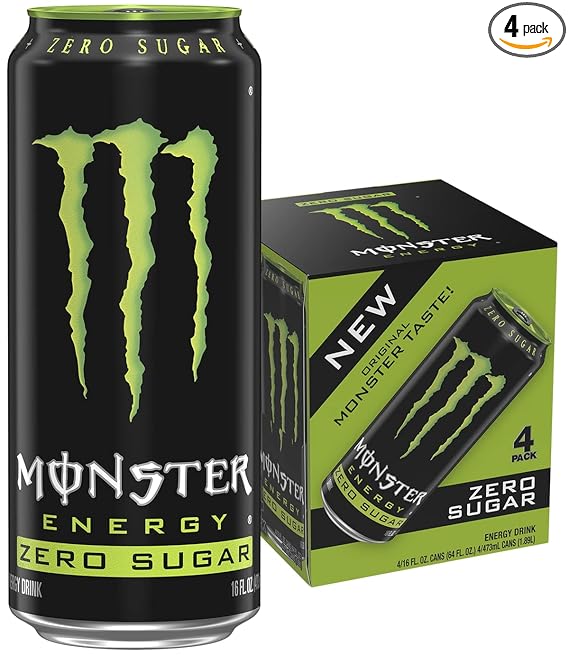 4 pack
ZERO SUGAR
MONSTER
ENERGY
ZERO SUGAR
ENERGY DRINK
16 FL. OZ.
ZERO SUGAR
MONSTER
ENERGY
NEW
ORIGINAL
MONSTER TASTE!
ZERO SUGAR
4
PACK
ZERO
SUGAR
ENERGY DRINK
4/16 FL. OZ. CANS (64 FL. OZ.) 4/473mL CANS (1.89L)